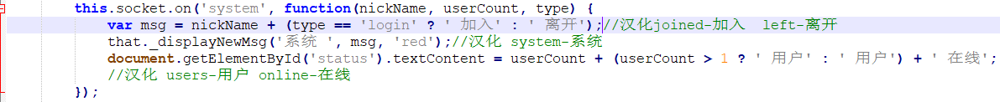 this.socket.on('system', function(nickName, userCount, type) {
var msg = nickName + (type == 'login' ? ' 加入' : ' 离开');//汉化joined-加入  left-离开
that._displayNewMsg('系统 ', msg, 'red');//汉化 system-系统
document.getElementById('status').textContent = userCount + (userCount > 1 ? ' 用户' : ' 用户') + ' 在线';
//汉化 users-用户 online-在线
});